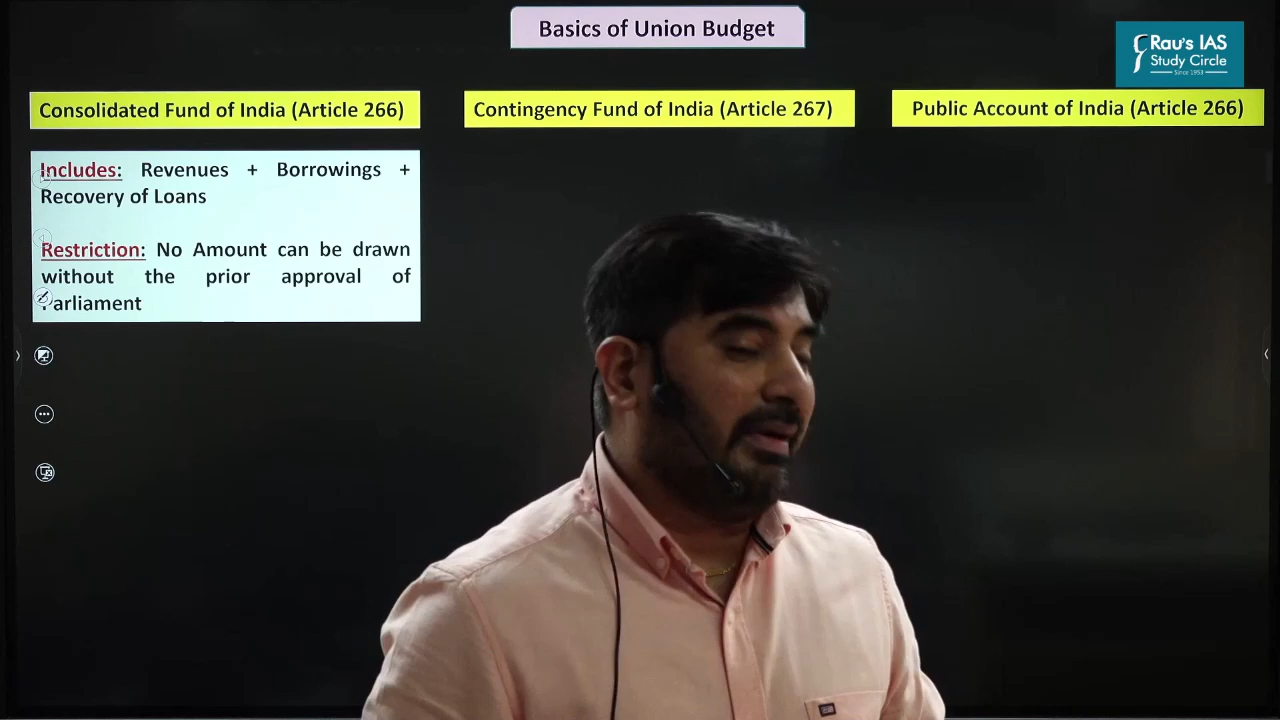 Basics of Union Budget
Rau's IAS
Study Circle
Since 1953
Consolidated Fund of India (Article 266)
Contingency Fund of India (Article 267)
Public Account of India (Article 266)
Includes: Revenues + Borrowings +
Recovery of Loans
Restriction: No Amount can be drawn
without the prior approval of
Parliament